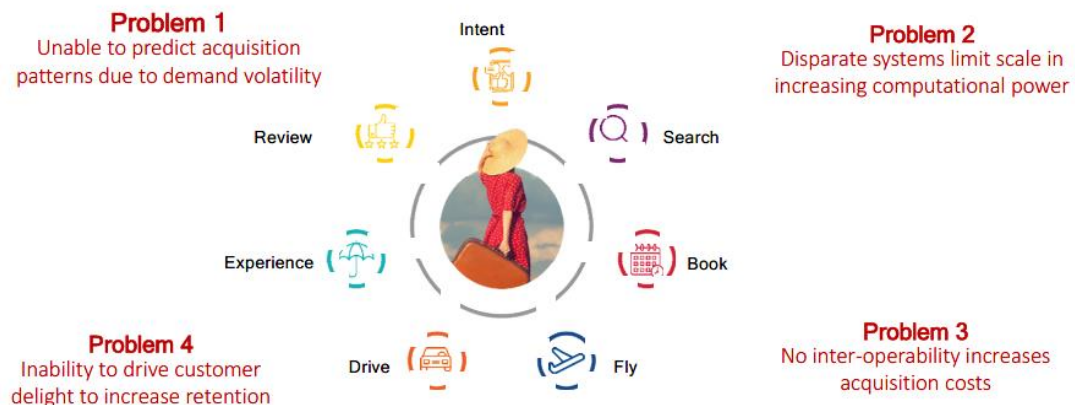 Problem 1
Unable to predict acquisition
patterns due to demand volatility
Intent
Problem 2
Disparate systems limit scale in
increasing computational power
Review
Search
Experience
Book
Problem 4
Inability to drive customer
delight to increase retention
Drive
Fly
Problem 3
No inter-operability increases
acquisition costs